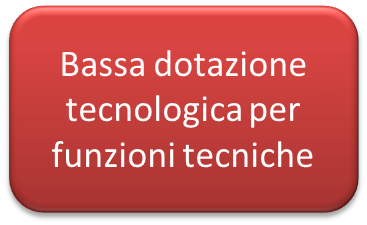 Bassa dotazione
tecnologica per
funzioni tecniche